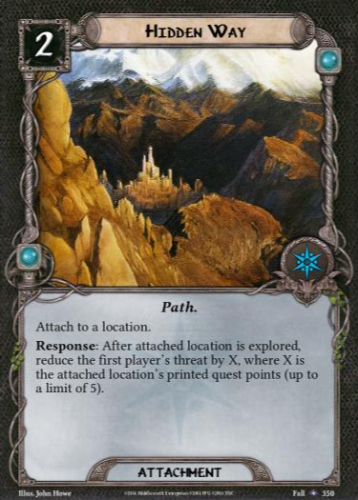 2
Hidden Way
Path.
Attach to a location.
Response: After attached location is explored,
reduce the first player's threat by X, where X is
the attached location's printed quest points (up to
a limit of 5).
Illus. John Howe
ATTACHMENT
Fall
350